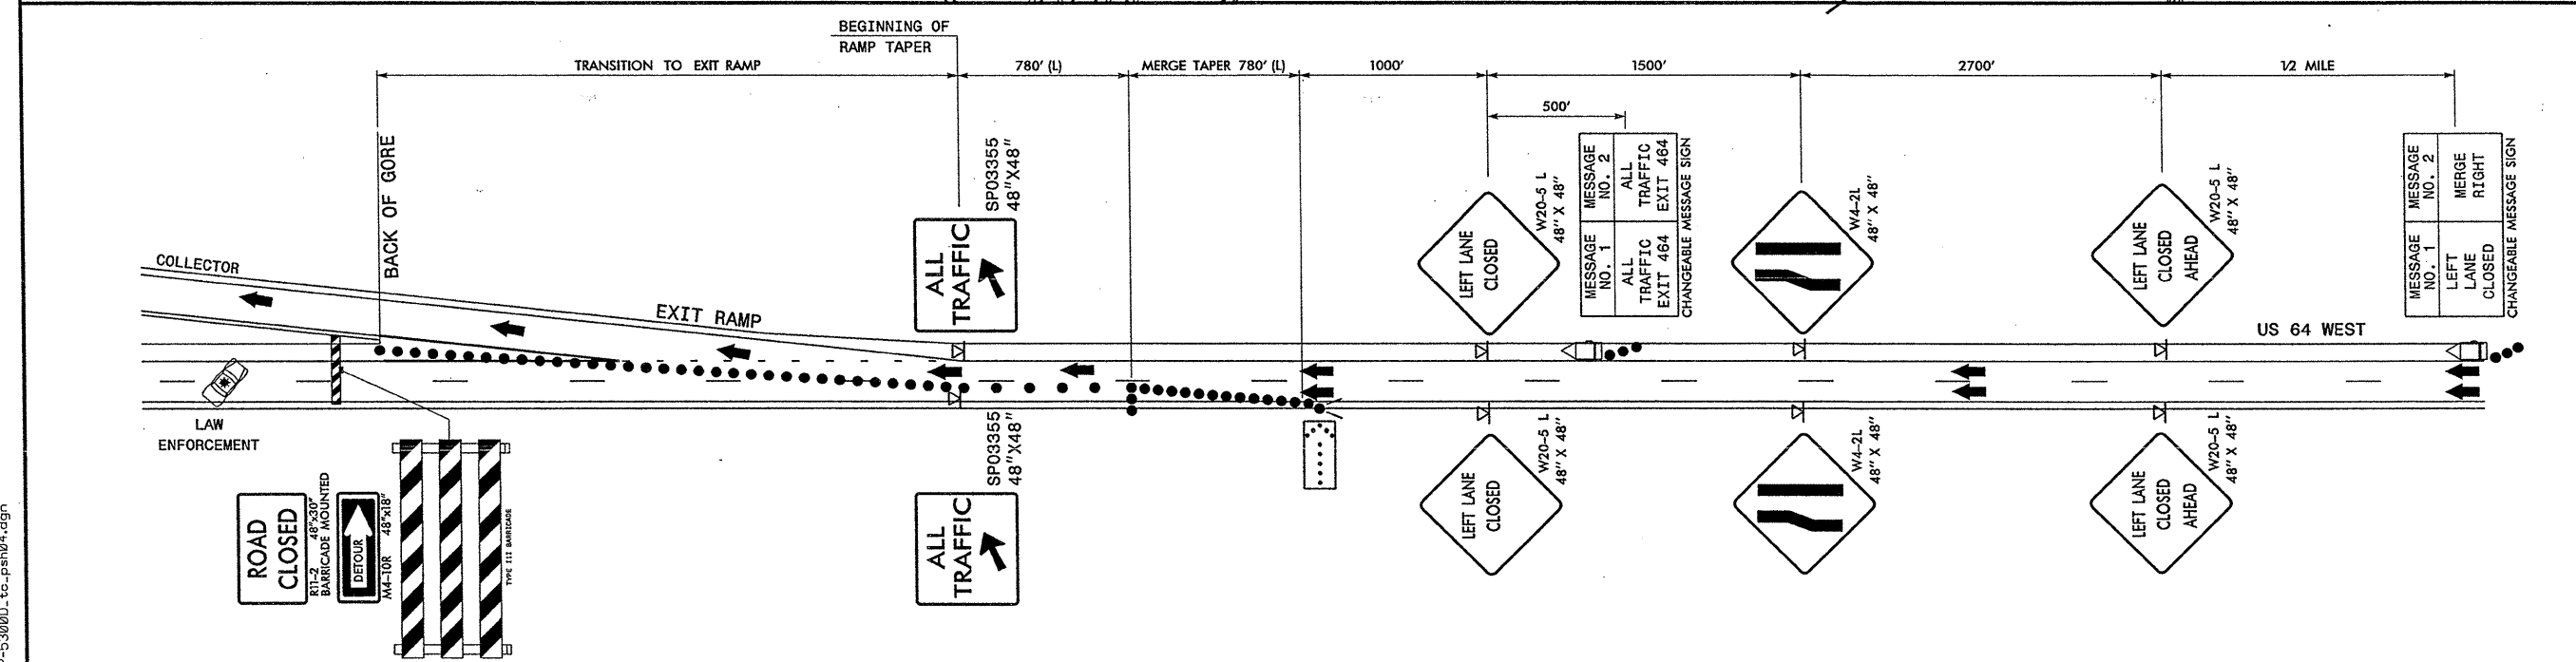 BEGINNING OF
RAMP TAPER
TRANSITION TO EXIT RAMP
780' (L)
MERGE TAPER 780' (L)
1000'
1500'
2700'
1/2 MILE
500'
BACK OF GORE
SP03355
48"X48"
ALL
TRAFFIC
LEFT LANE
CLOSED
W20-5 L
48" X 48"
MESSAGE
NO. 1
MESSAGE
NO. 2
ALL
TRAFFIC
EXIT 464
ALL
TRAFFIC
EXIT 464
CHANGEABLE MESSAGE SIGN
W4-2L
48" X 48"
LEFT LANE
CLOSED
AHEAD
W20-5 L
48" X 48"
MESSAGE
NO. 1
MESSAGE
NO. 2
LEFT
LANE
CLOSED
MERGE
RIGHT
CHANGEABLE MESSAGE SIGN
COLLECTOR
EXIT RAMP
US 64 WEST
LAW
ENFORCEMENT
ROAD
CLOSED
R11-2 48"x30"
BARRICADE MOUNTED
DETOUR
M4-10R 48"x18"
TYPE III BARRICADE
SP03355
48"X48"
ALL
TRAFFIC
LEFT LANE
CLOSED
W20-5 L
48" X 48"
W4-2L
48" X 48"
LEFT LANE
CLOSED
AHEAD
W20-5 L
48" X 48"